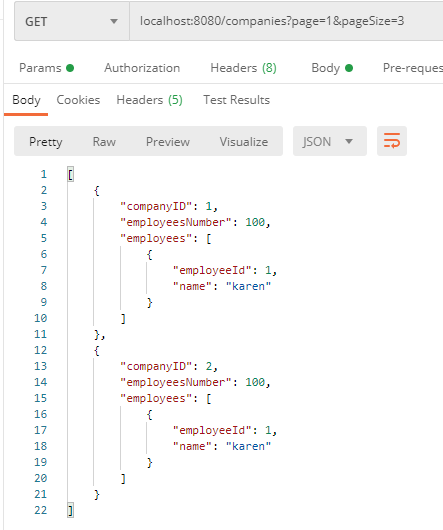 GET localhost:8080/companies?page=1&pageSize=3
Params Authorization Headers (8) Body Pre-reques
Body Cookies Headers (5) Test Results
Pretty Raw Preview Visualize JSON
1 [
2 {
3 "companyID": 1,
4 "employeesNumber": 100,
5 "employees": [
6 {
7 "employeeId": 1,
8 "name": "karen"
9 }
10 ]
11 },
12 {
13 "companyID": 2,
14 "employeesNumber": 100,
15 "employees": [
16 {
17 "employeeId": 1,
18 "name": "karen"
19 }
20 ]
21 }
22 ]